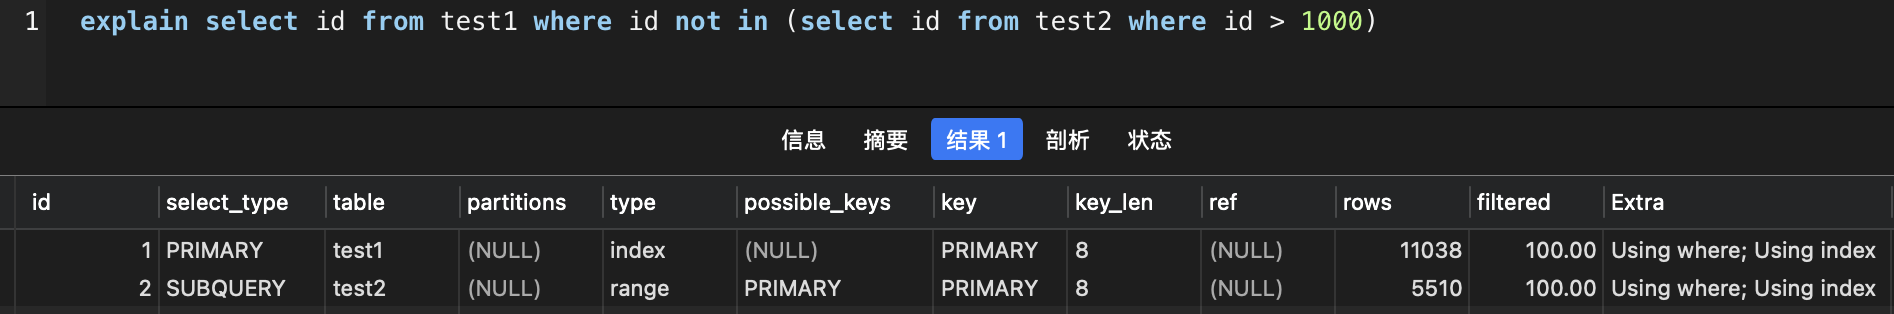 1 explain select id from test1 where id not in (select id from test2 where id > 1000)
信息 摘要 结果 1 剖析 状态
id select_type table partitions type possible_keys key key_len ref rows filtered Extra
1 PRIMARY test1 (NULL) index (NULL) PRIMARY 8 (NULL) 11038 100.00 Using where; Using index
2 SUBQUERY test2 (NULL) range PRIMARY PRIMARY 8 (NULL) 5510 100.00 Using where; Using index